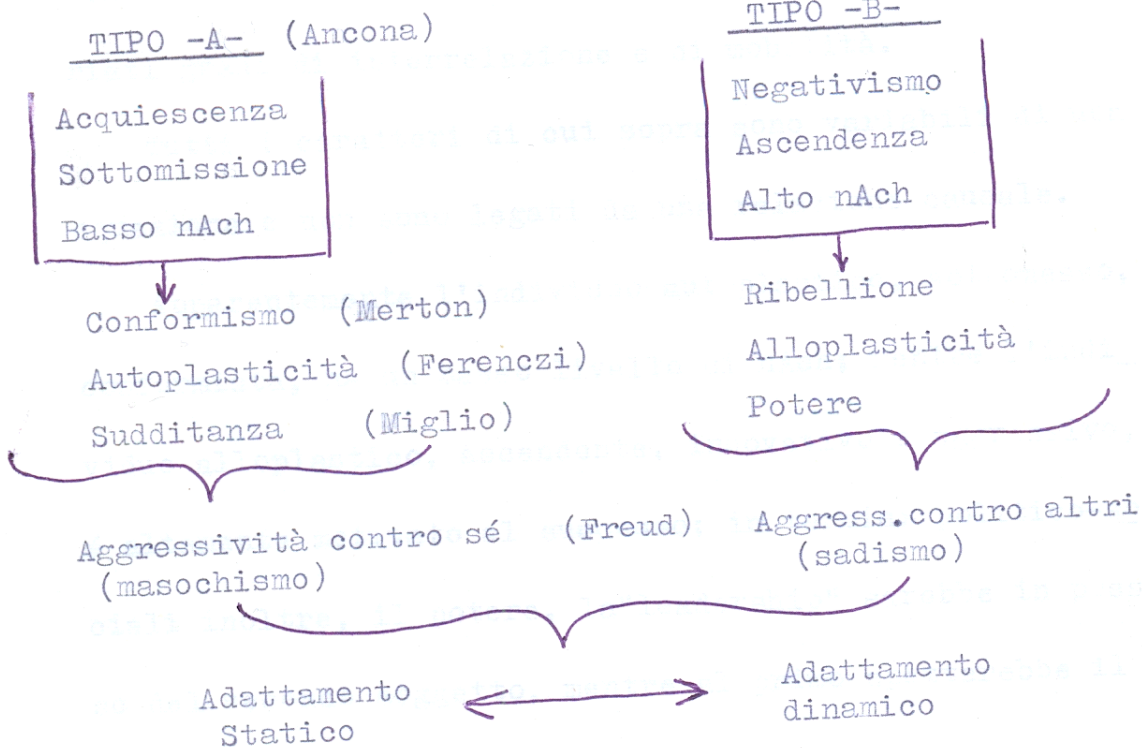 TIPO -A- (Ancona)
Acquiescenza
Sottomissione
Basso nAch
Conformismo (Merton)
Autoplasticità (Ferenczi)
Sudditanza (Miglio)
TIPO -B-
Negativismo
Ascendenza
Alto nAch
Ribellione
Alloplasticità
Potere
Aggressività contro sé (Freud)
(masochismo)
Aggress.contro altri
(sadismo)
Adattamento
Statico
Adattamento
dinamico